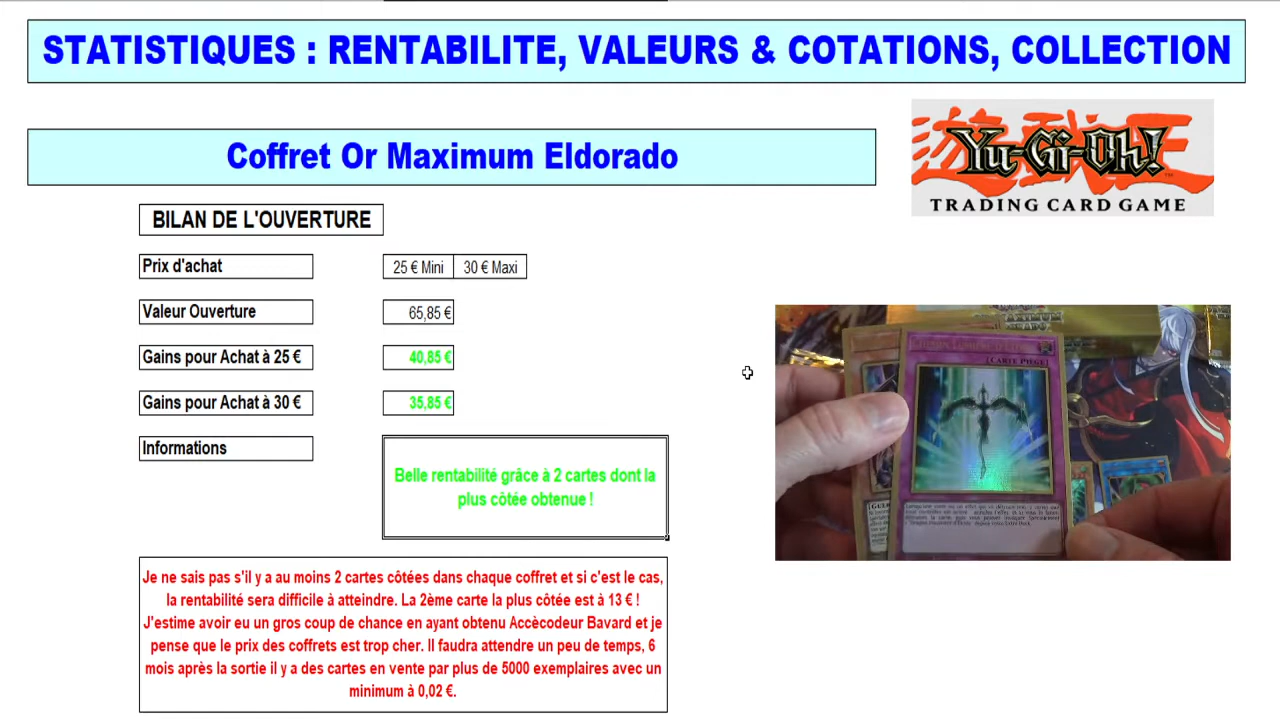 STATISTIQUES : RENTABILITE, VALEURS & COTATIONS, COLLECTION
Coffret Or Maximum Eldorado
遊戯王
Yu-Gi-Oh!
TM
TRADING CARD GAME
BILAN DE L'OUVERTURE
Prix d'achat
25 € Mini
30 € Maxi
Valeur Ouverture
65,85 €
Gains pour Achat à 25 €
40,85 €
Gains pour Achat à 30 €
35,85 €
Informations
Belle rentabilité grâce à 2 cartes dont la
plus côtée obtenue !
[CARTE PIÈGE]
Je ne sais pas s'il y a au moins 2 cartes côtées dans chaque coffret et si c'est le cas,
la rentabilité sera difficile à atteindre. La 2ème carte la plus côtée est à 13 € !
J'estime avoir eu un gros coup de chance en ayant obtenu Accècodeur Bavard et je
pense que le prix des coffrets est trop cher. Il faudra attendre un peu de temps, 6
mois après la sortie il y a des cartes en vente par plus de 5000 exemplaires avec un
minimum à 0,02 €.